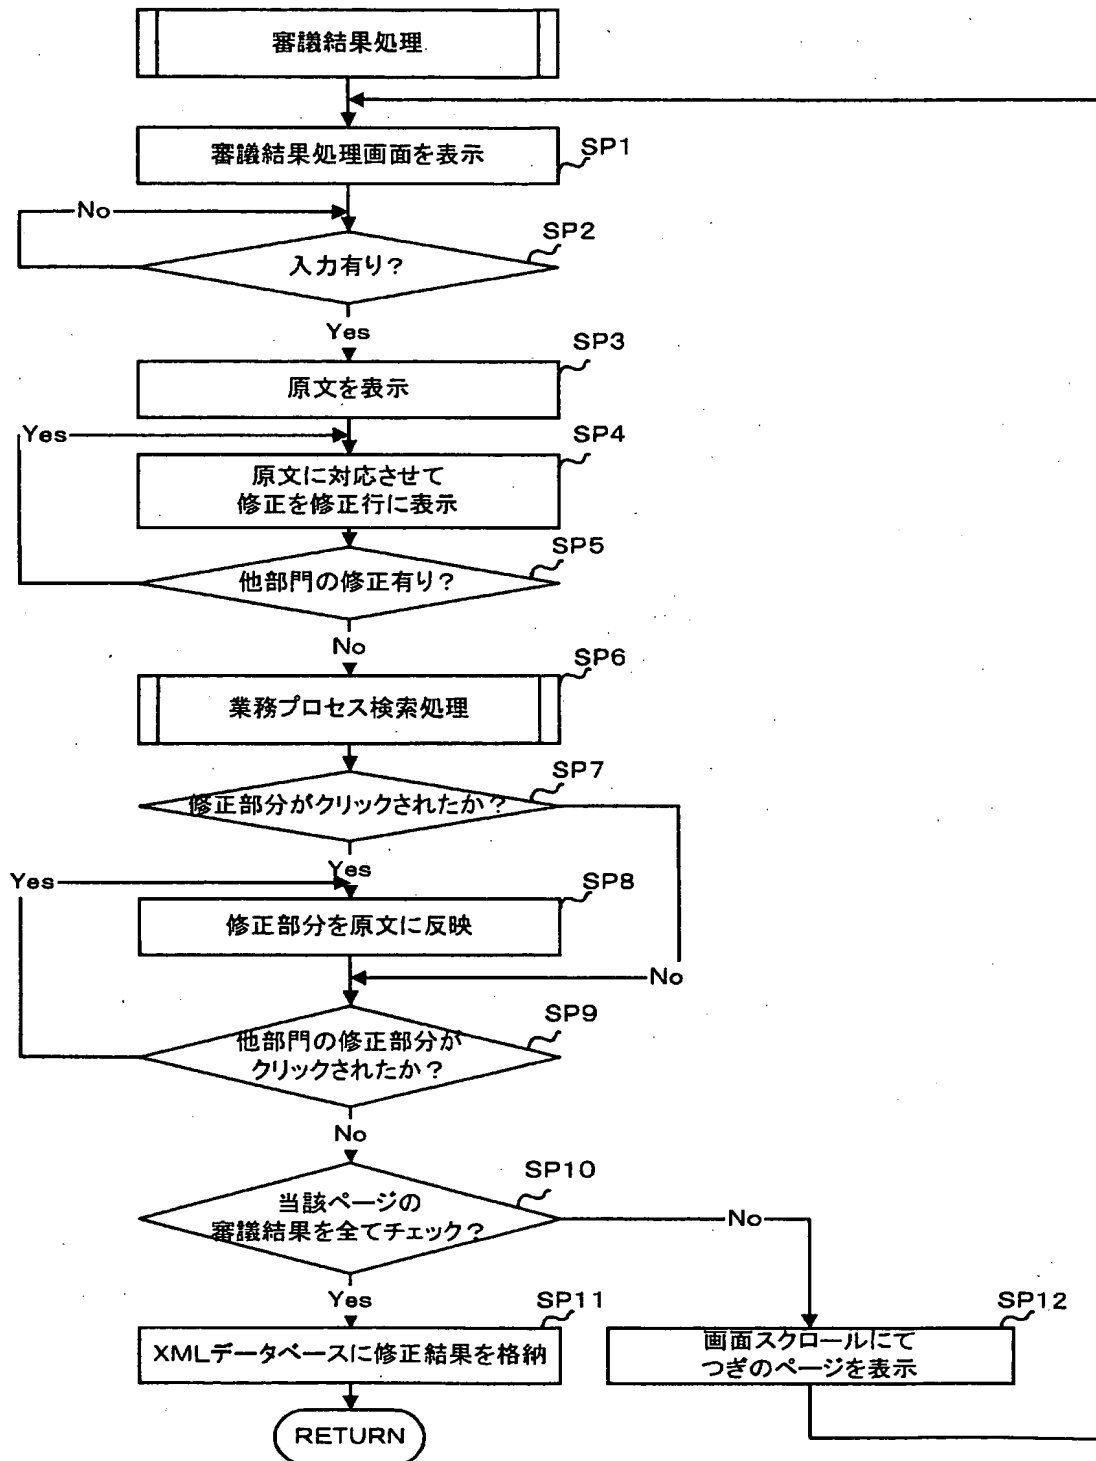 審議結果処理
審議結果処理画面を表示
SP1
No
SP2
入力有り？
Yes
SP3
原文を表示
Yes
SP4
原文に対応させて
修正を修正行に表示
SP5
他部門の修正有り？
No
SP6
業務プロセス検索処理
SP7
修正部分がクリックされたか？
Yes
Yes
SP8
修正部分を原文に反映
No
SP9
他部門の修正部分が
クリックされたか？
No
SP10
当該ページの
審議結果を全てチェック？
No
Yes
SP11
SP12
XMLデータベースに修正結果を格納
画面スクロールにて
つぎのページを表示
RETURN